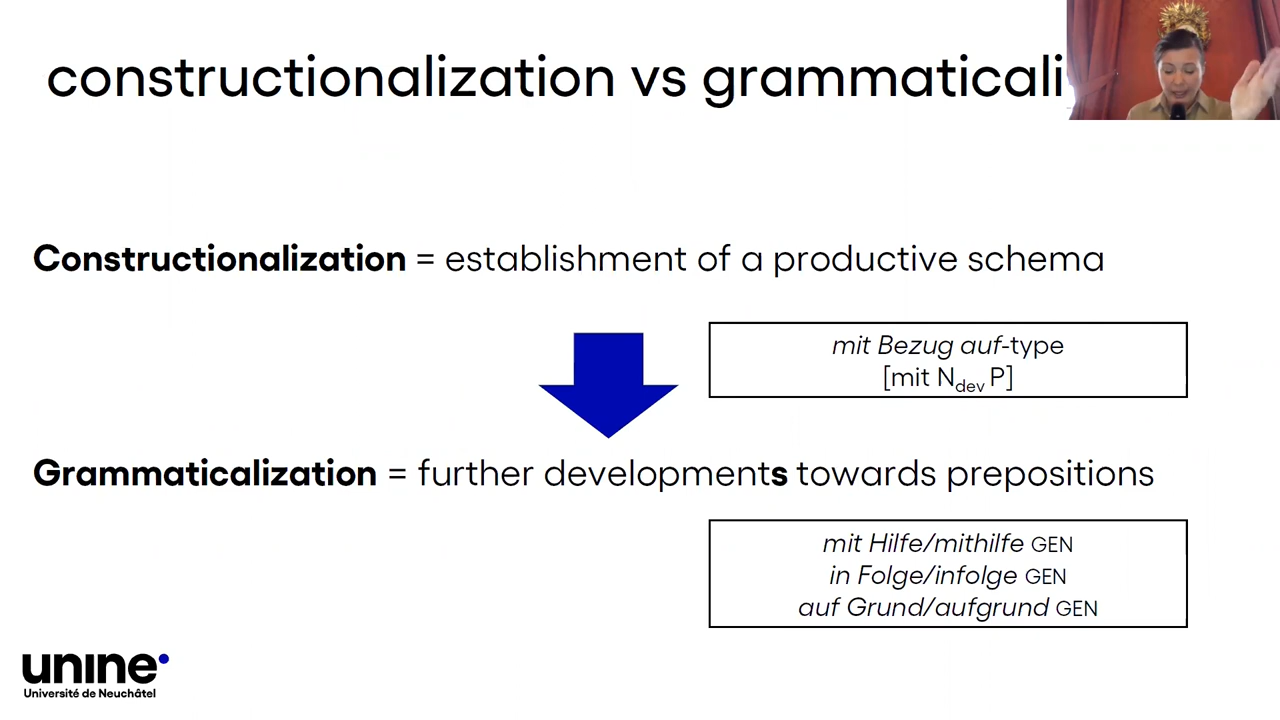 constructionalization vs grammaticali
Constructionalization = establishment of a productive schema
mit Bezug auf-type
[mit Ndev P]
Grammaticalization = further developments towards prepositions
mit Hilfe/mithilfe GEN
in Folge/infolge GEN
auf Grund/aufgrund GEN
unine
Université de Neuchâtel